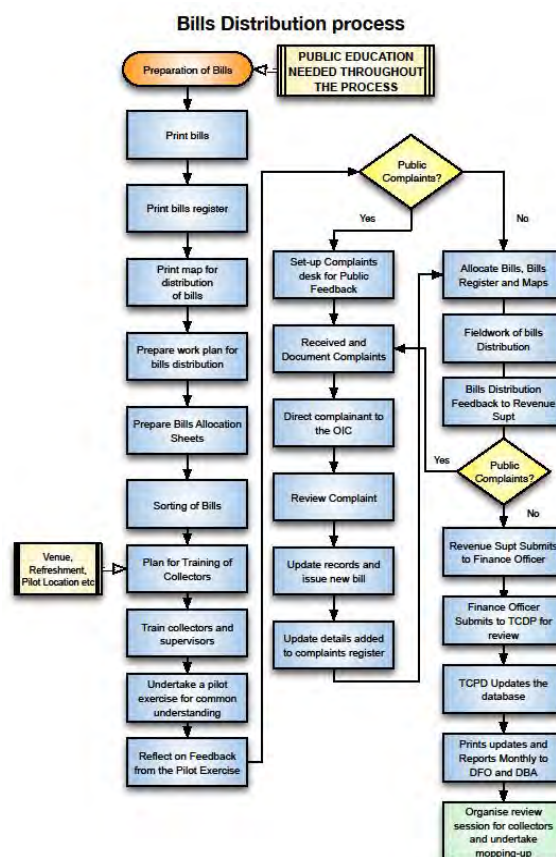 Bills Distribution process
Preparation of Bills
PUBLIC EDUCATION
NEEDED THROUGHOUT
THE PROCESS
Print bills
Print bills register
Print map for
distribution
of bills
Prepare work plan for
bills distribution
Prepare Bills Allocation
Sheets
Sorting of Bills
Venue,
Refreshment,
Pilot Location etc
Plan for Training of
Collectors
Train collectors and
supervisors
Undertake a pilot
exercise for common
understanding
Reflect on Feedback
from the Pilot Exercise
Public
Complaints?
Yes
No
Set-up Complaints
desk for Public
Feedback
Received and
Document Complaints
Direct complainant to
the OIC
Review Complaint
Update records and
issue new bill
Update details added
to complaints register
Allocate Bills, Bills
Register and Maps
Fieldwork of bills
Distribution
Bills Distribution
Feedback to Revenue
Supt
Yes
Public
Complaints?
No
Revenue Supt Submits
to Finance Officer
Finance Officer
Submits to TCDP for
review
TCPD Updates the
database
Prints updates and
Reports Monthly to
DFO and DBA
Organise review
session for collectors
and undertake
mopping-up